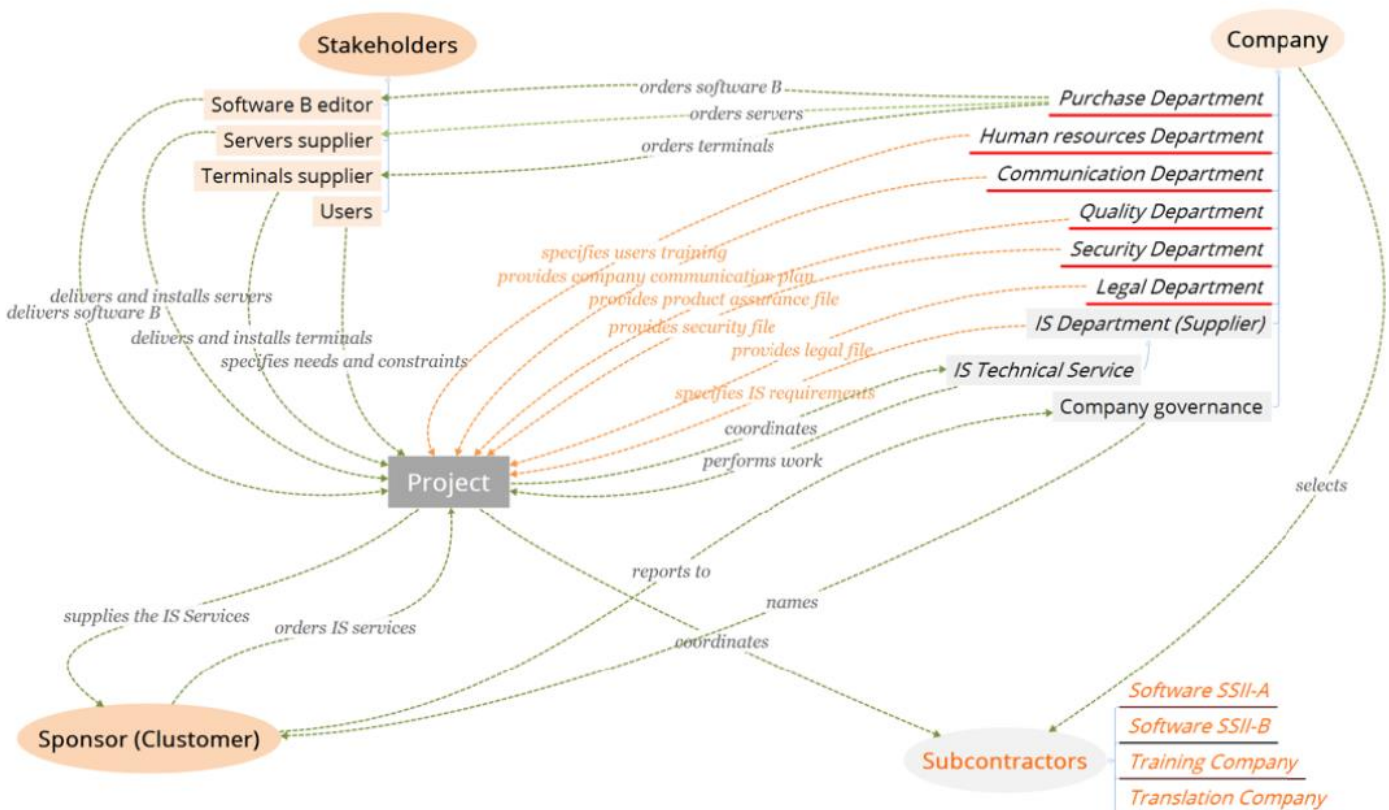 Stakeholders
Company
Software B editor
orders software B
Purchase Department
Servers supplier
orders servers
Human resources Department
Terminals supplier
orders terminals
Communication Department
Users
Quality Department
specifies users training
Security Department
provides company communication plan
Legal Department
delivers and installs servers
provides product assurance file
delivers software B
provides security file
IS Department (Supplier)
delivers and installs terminals
provides legal file
specifies needs and constraints
IS Technical Service
specifies IS requirements
Company governance
coordinates
performs work
Project
selects
reports to
names
supplies the IS Services
orders IS services
coordinates
Software SSII-A
Sponsor (Clustomer)
Software SSII-B
Subcontractors
Training Company
Translation Company